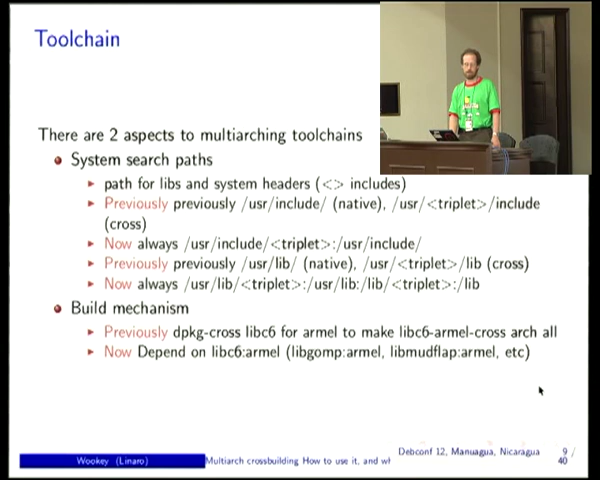 Toolchain
There are 2 aspects to multiarching toolchains
System search paths
path for libs and system headers (<> includes)
Previously previously /usr/include/ (native), /usr/<triplet>/include
(cross)
Now always /usr/include/<triplet>:/usr/include/
Previously previously /usr/lib/ (native), /usr/<triplet>/lib (cross)
Now always /usr/lib/<triplet>:/usr/lib:/lib/<triplet>:/lib
Build mechanism
Previously dpkg-cross libc6 for armel to make libc6-armel-cross arch all
Now Depend on libc6:armel (libgomp:armel, libmudflap:armel, etc)
Wookey (Linaro)
Multiarch crossbuilding How to use it, and wh
Debconf 12, Manuagua, Nicaragua
9 /
40